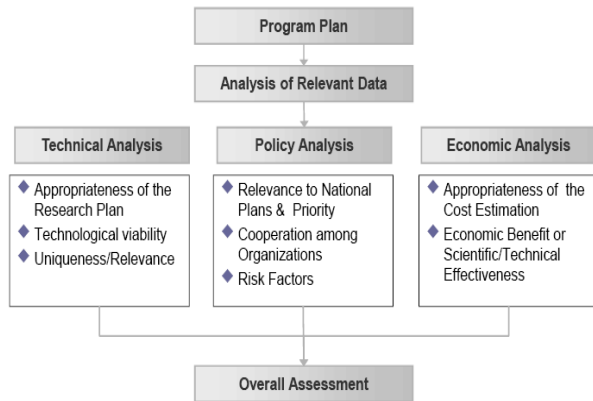 Program Plan
Analysis of Relevant Data
Technical Analysis
Appropriateness of the
Research Plan
Technological viability
Uniqueness/Relevance
Policy Analysis
Relevance to National
Plans & Priority
Cooperation among
Organizations
Risk Factors
Economic Analysis
Appropriateness of the
Cost Estimation
Economic Benefit or
Scientific/Technical
Effectiveness
Overall Assessment